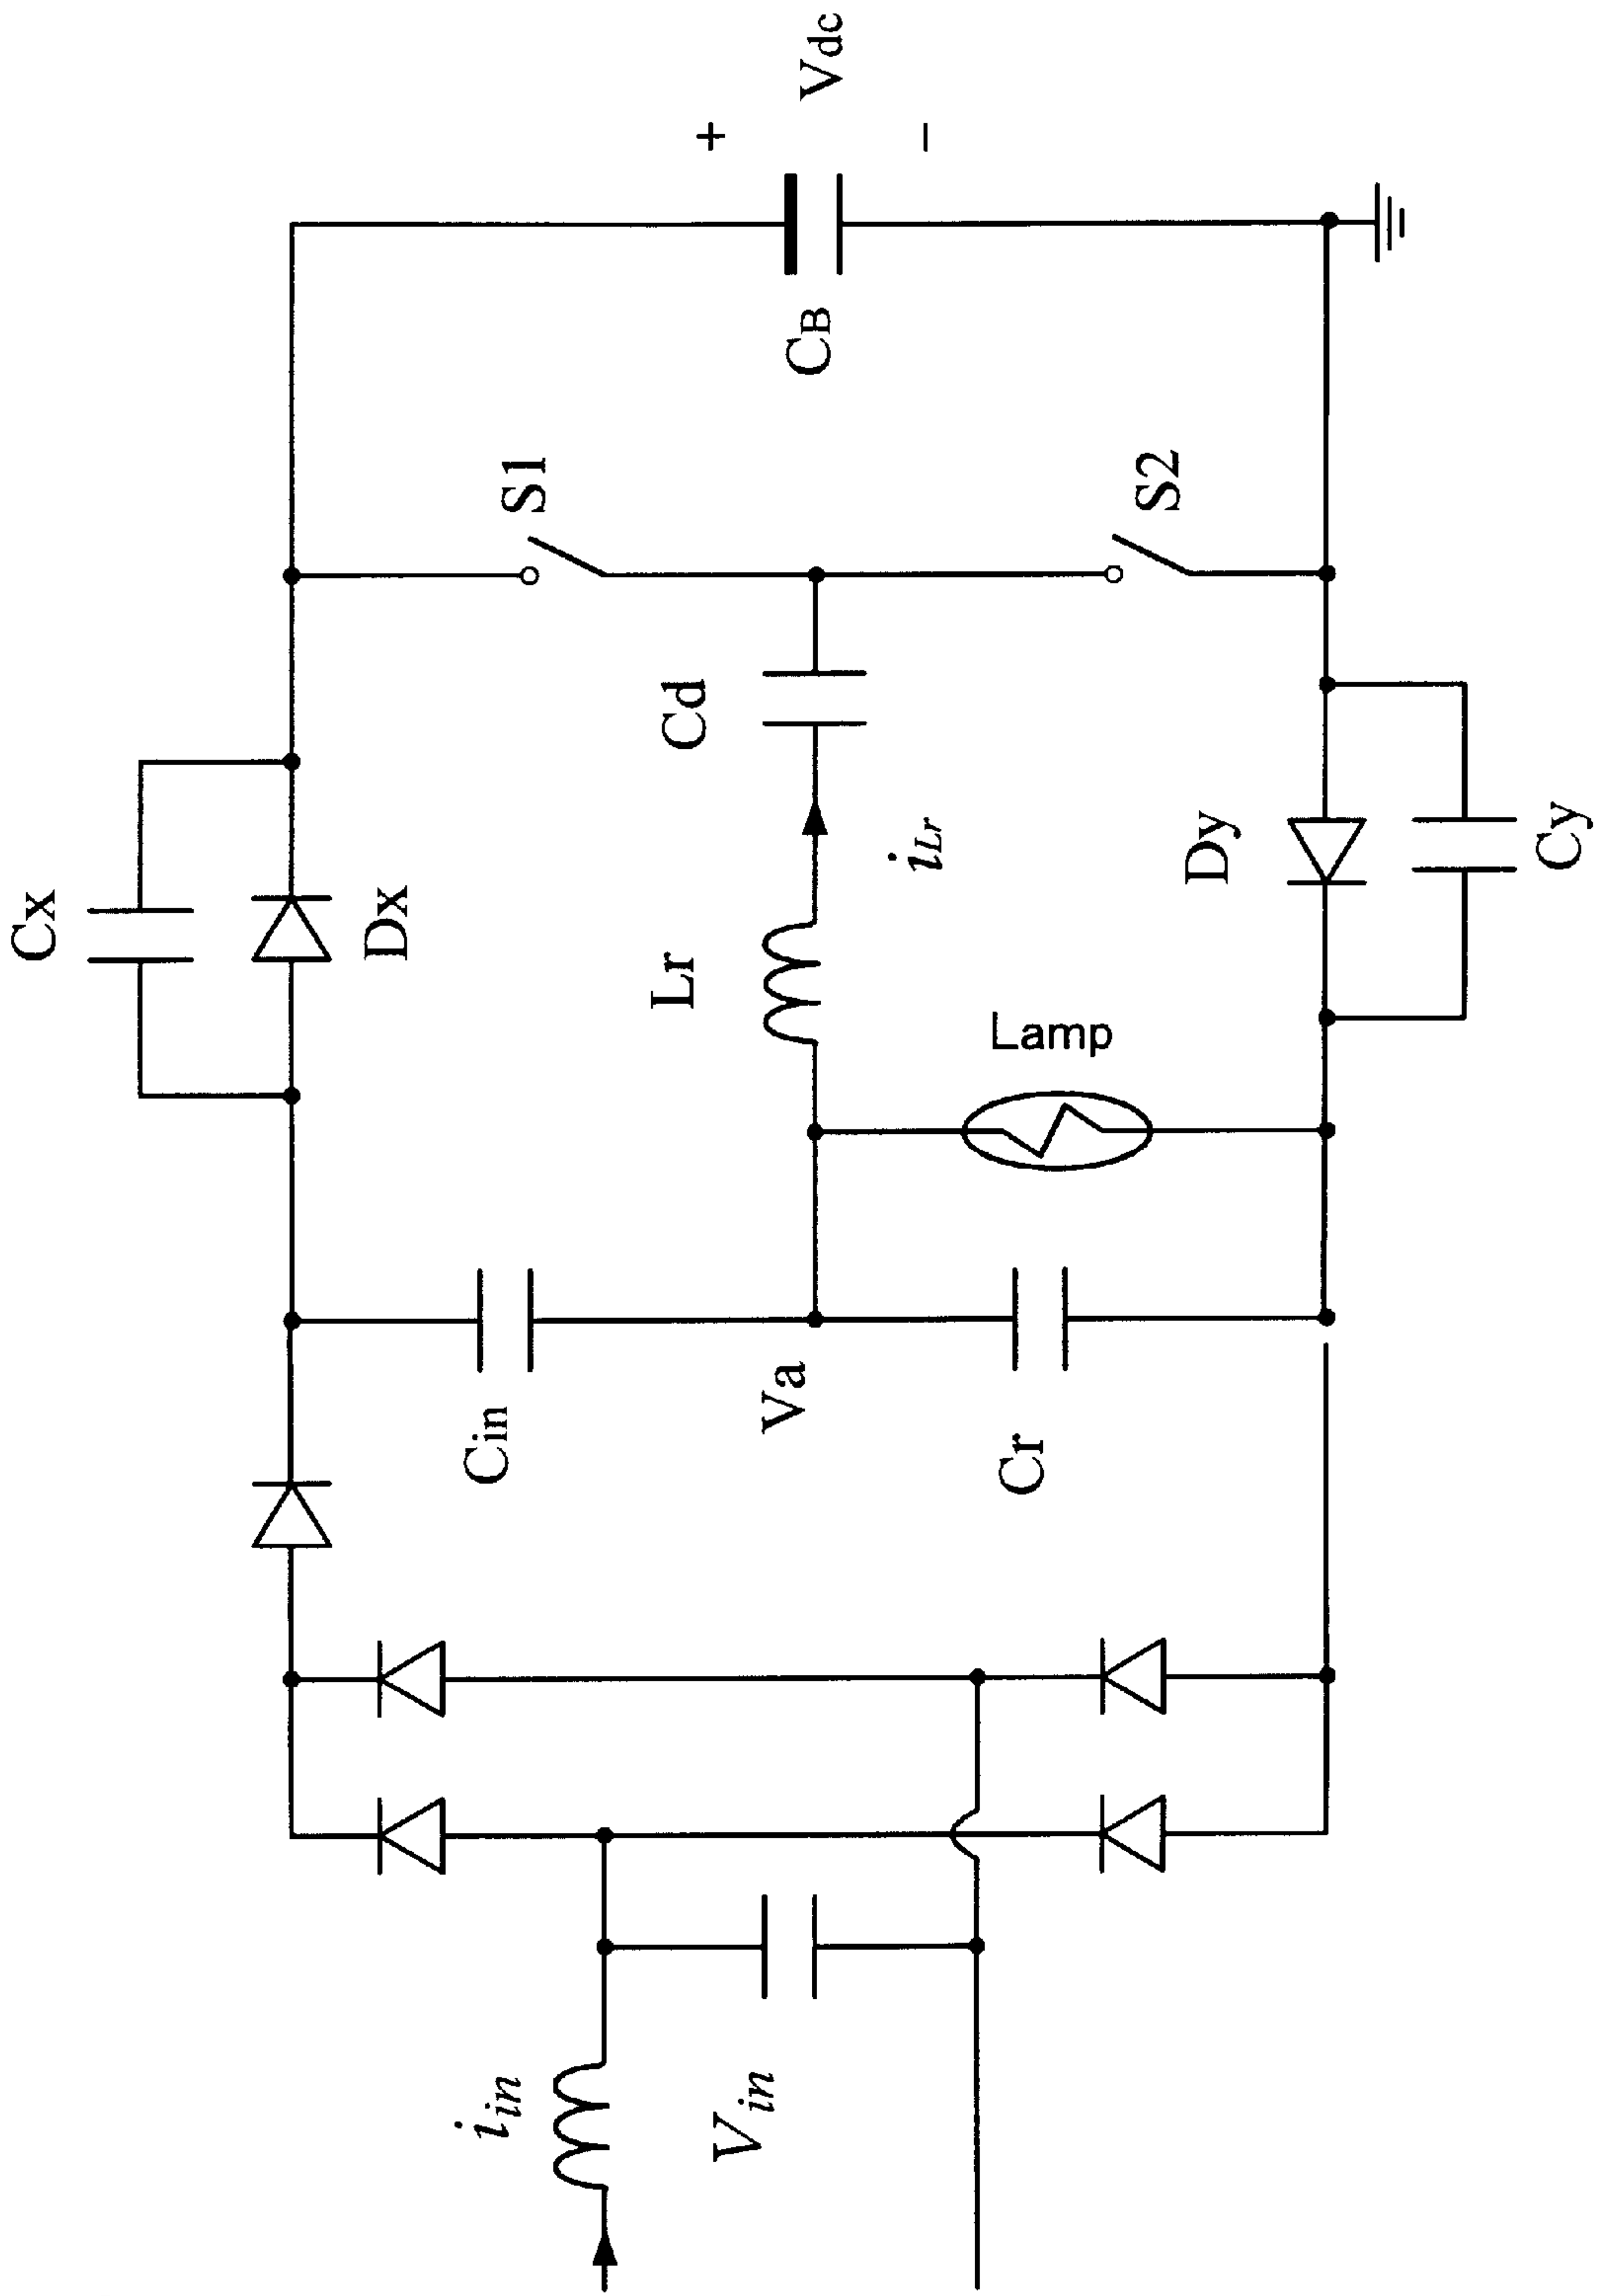 Cx
Dx
S1
+
Vdc
−
CB
Cin
Lr
Cd
iLr
Va
Lamp
S2
Cr
Dy
Cy
iin
Vin